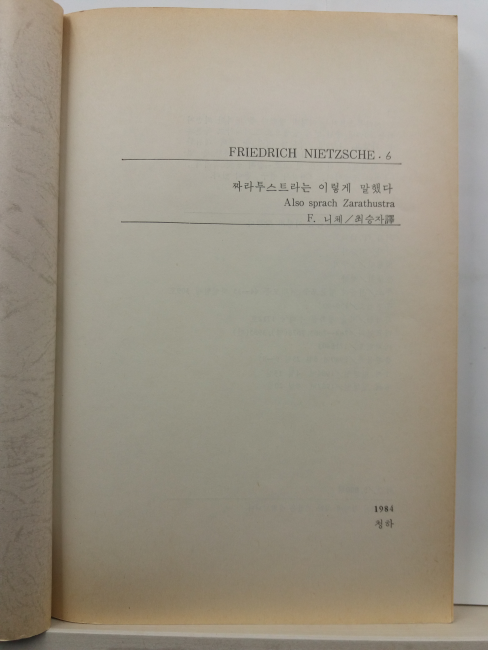 FRIEDRICH NIETZSCHE · 6
짜라투스트라는 이렇게 말했다
Also sprach Zarathustra
F. 니체／최승자譯
1984
청하